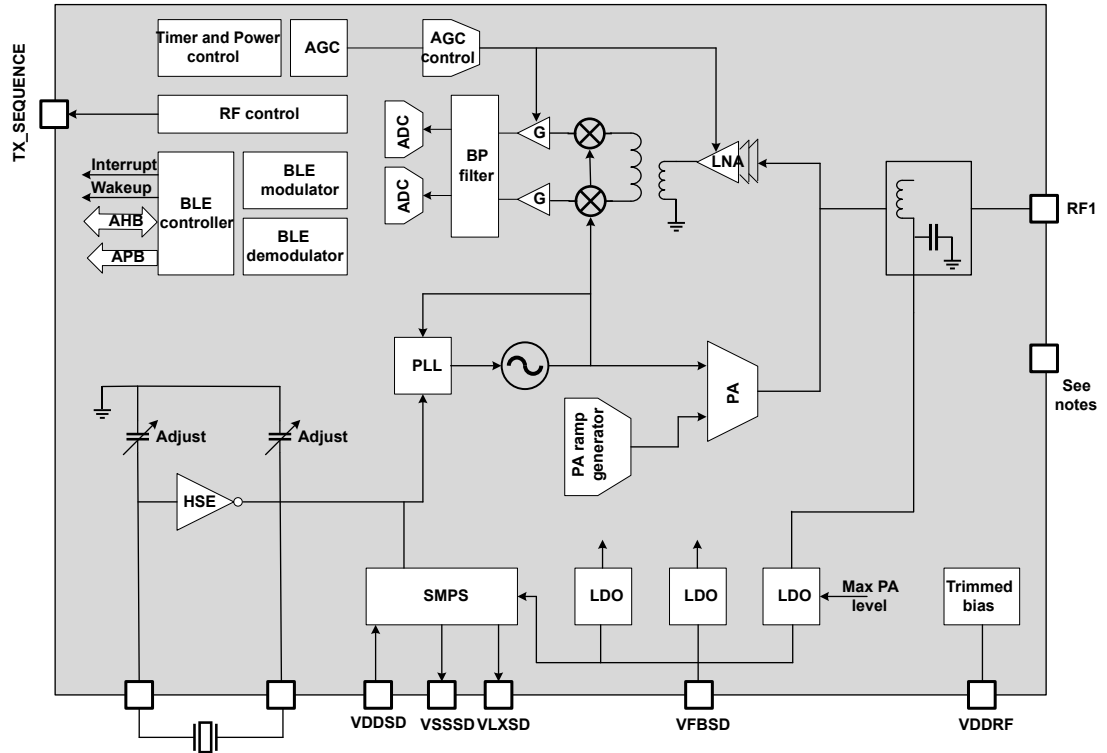 Timer and Power
control
AGC
AGC
control
TX_SEQUENCE
RF control
Interrupt
Wakeup
AHB
APB
BLE
controller
BLE
modulator
BLE
demodulator
ADC
ADC
BP
filter
G
G
LNA
RF1
See
notes
PLL
PA
PA ramp
generator
Adjust
Adjust
HSE
SMPS
LDO
LDO
LDO
Max PA
level
Trimmed
bias
VDDSD
VSSSD
VLXSD
VFBSD
VDDRF